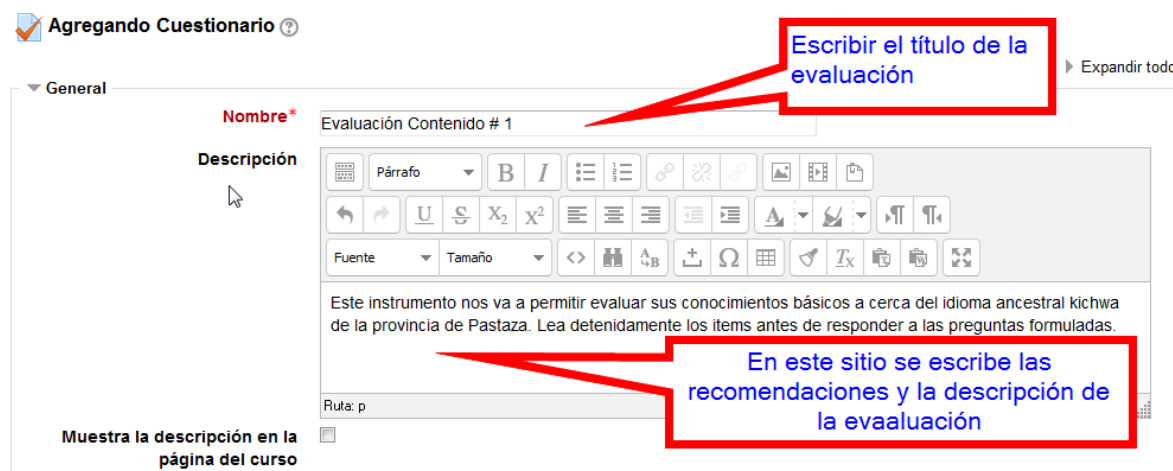 Agregando Cuestionario
Escribir el título de la
evaluación
Expandir todo
General
Nombre*
Evaluación Contenido # 1
Descripción
Párrafo
Fuente
Tamaño
Este instrumento nos va a permitir evaluar sus conocimientos básicos a cerca del idioma ancestral kichwa
de la provincia de Pastaza. Lea detenidamente los items antes de responder a las preguntas formuladas.
En este sitio se escribe las
recomendaciones y la descripción de
la evaaluación
Ruta: p
Muestra la descripción en la
página del curso